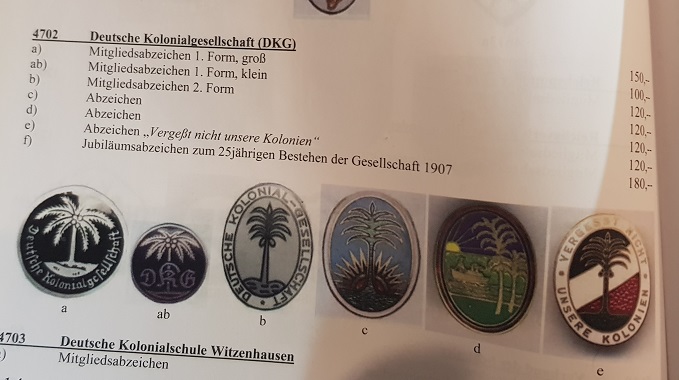 4702 Deutsche Kolonialgesellschaft (DKG)
a) Mitgliedsabzeichen 1. Form, groß 150,-
ab) Mitgliedsabzeichen 1. Form, klein 100,-
b) Mitgliedsabzeichen 2. Form 120,-
c) Abzeichen 120,-
d) Abzeichen 120,-
e) Abzeichen „Vergeßt nicht unsere Kolonien“ 120,-
f) Jubiläumsabzeichen zum 25jährigen Bestehen der Gesellschaft 1907 180,-
Deutsche Kolonialgesellschaft
DKG
DEUTSCHE KOLONIAL-GESELLSCHAFT
VERGESST NICHT UNSERE KOLONIEN
a ab b c d e
4703 Deutsche Kolonialschule Witzenhausen
Mitgliedsabzeichen